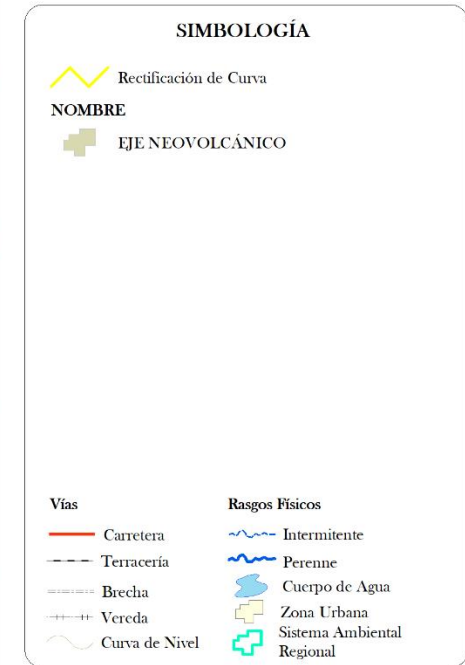 SIMBOLOGÍA
Rectificación de Curva
NOMBRE
EJE NEOVOLCÁNICO
Vías
Carretera
Terracería
Brecha
Vereda
Curva de Nivel
Rasgos Físicos
Intermitente
Perenne
Cuerpo de Agua
Zona Urbana
Sistema Ambiental
Regional